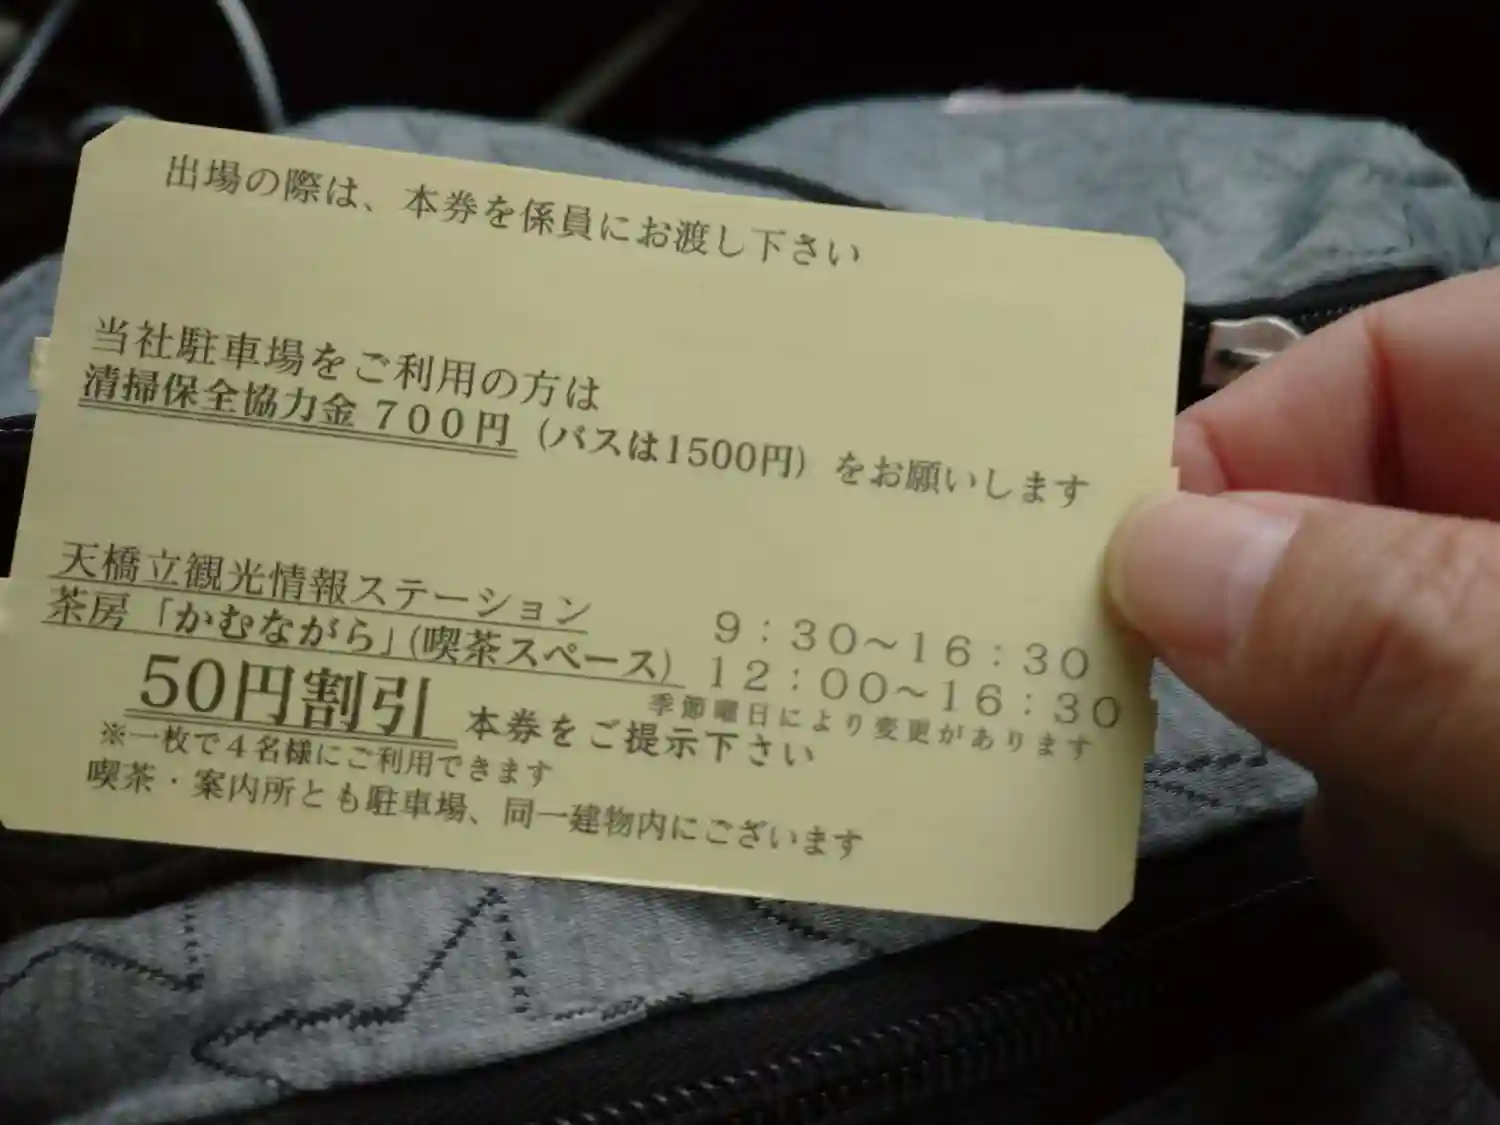 出場の際は、本券を係員にお渡し下さい
当社駐車場をご利用の方は
清掃保全協力金 700円 (バスは1500円) をお願いします
天橋立観光情報ステーション 9:30～16:30
茶房「かむながら」(喫茶スペース) 12:00～16:30
季節曜日により変更があります
50円割引 本券をご提示下さい
※一枚で4名様にご利用できます
喫茶・案内所とも駐車場、同一建物内にございます